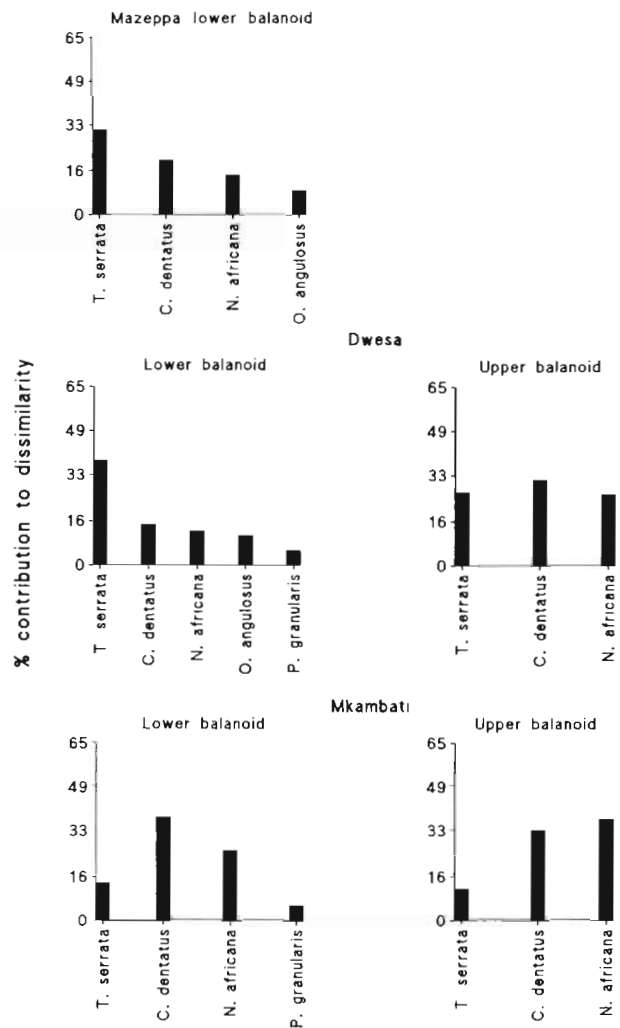 Mazeppa lower balanoid
65
49
33
16
0
T. serrata
C. dentatus
N. africana
O. angulosus
% contribution to dissimilarity
Dwesa
Lower balanoid
65
49
33
16
0
T serrata
C. dentatus
N. africana
O. angulosus
P. granularis
Upper balanoid
65
49
33
16
0
T. serrata
C. dentatus
N. africana
Mkambati
Lower balanoid
65
49
33
16
0
T. serrata
C. dentatus
N. africana
P. granularis
Upper balanoid
65
49
33
16
0
T. serrata
C. dentatus
N. africana